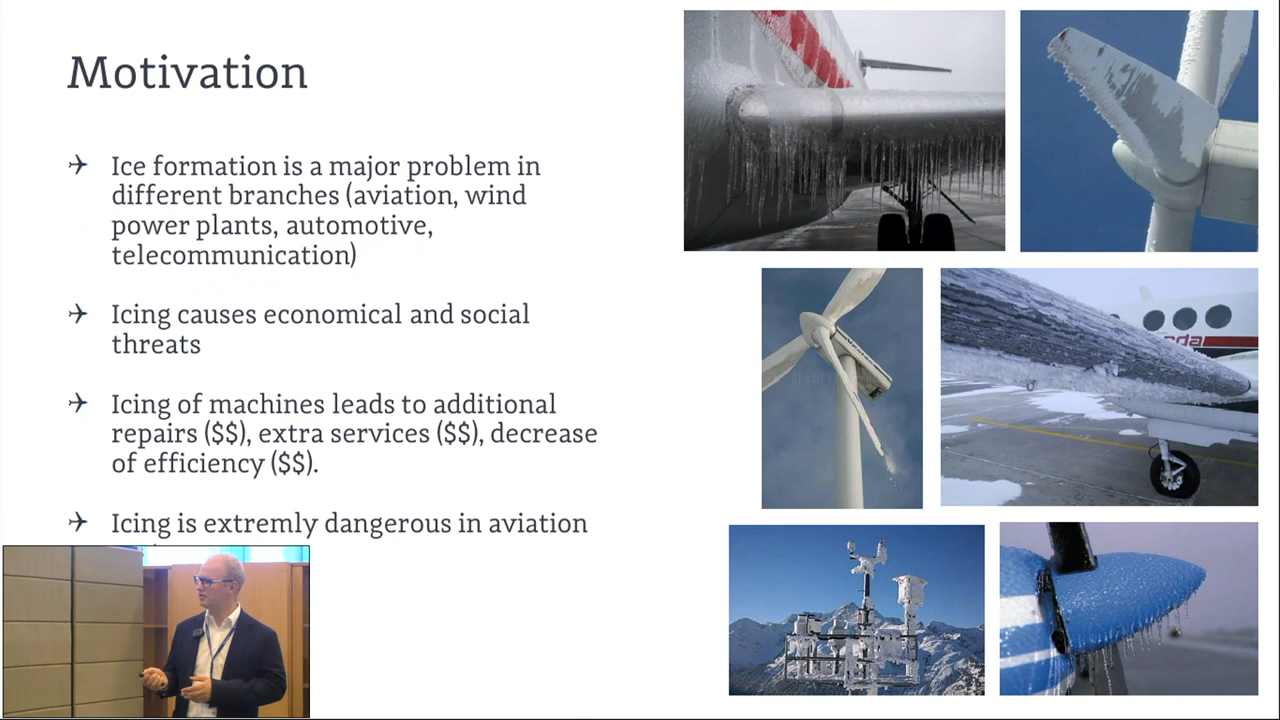 Motivation
Ice formation is a major problem in
different branches (aviation, wind
power plants, automotive,
telecommunication)
Icing causes economical and social
threats
Icing of machines leads to additional
repairs ($$), extra services ($$), decrease
of efficiency ($$).
Icing is extremly dangerous in aviation